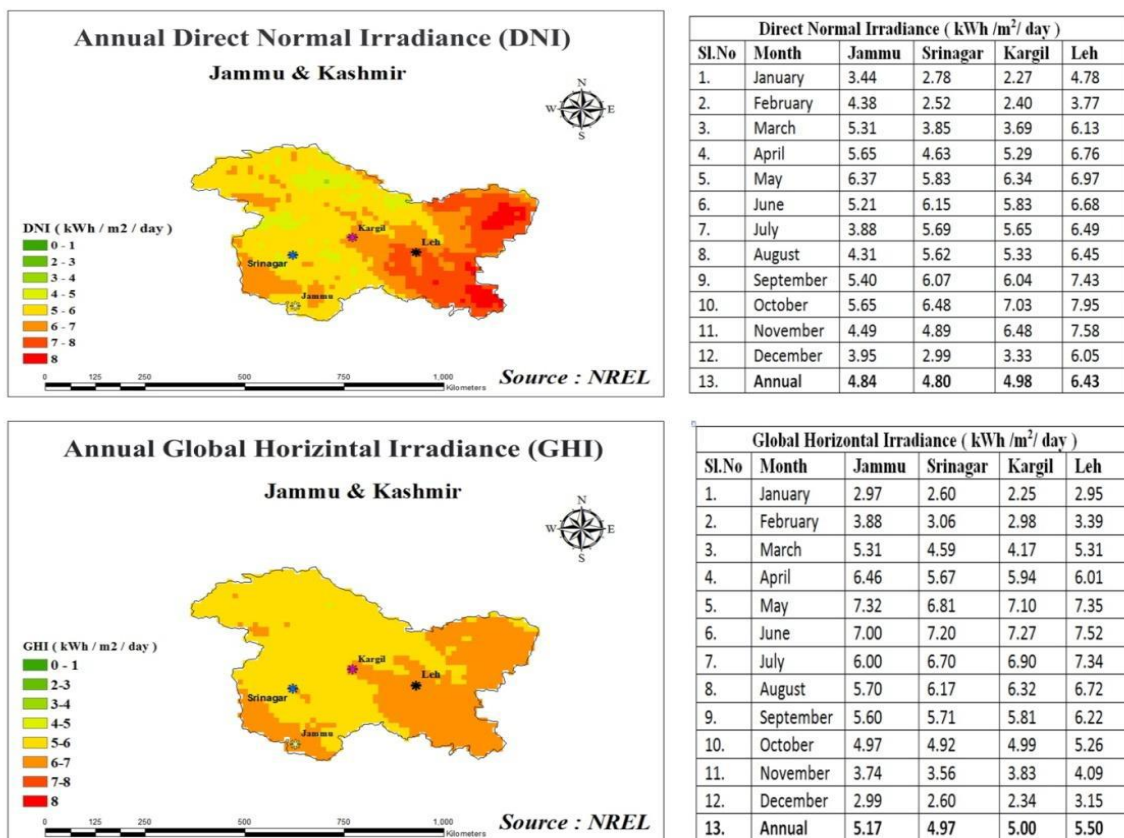 Annual Direct Normal Irradiance (DNI)
Jammu & Kashmir
N
W E
S
Kargil
Leh
Srinagar
Jammu
DNI ( kWh / m2 / day )
0 - 1
2 - 3
3 - 4
4 - 5
5 - 6
6 - 7
7 - 8
8
0 125 250 500 750 1,000
Kilometers
Source : NREL
Direct Normal Irradiance ( kWh /m²/ day )
Sl.No Month Jammu Srinagar Kargil Leh
1. January 3.44 2.78 2.27 4.78
2. February 4.38 2.52 2.40 3.77
3. March 5.31 3.85 3.69 6.13
4. April 5.65 4.63 5.29 6.76
5. May 6.37 5.83 6.34 6.97
6. June 5.21 6.15 5.83 6.68
7. July 3.88 5.69 5.65 6.49
8. August 4.31 5.62 5.33 6.45
9. September 5.40 6.07 6.04 7.43
10. October 5.65 6.48 7.03 7.95
11. November 4.49 4.89 6.48 7.58
12. December 3.95 2.99 3.33 6.05
13. Annual 4.84 4.80 4.98 6.43
Annual Global Horizintal Irradiance (GHI)
Jammu & Kashmir
N
W E
S
Kargil
Leh
Srinagar
Jammu
GHI ( kWh / m2 / day )
0 - 1
2-3
3-4
4-5
5-6
6-7
7-8
8
0 125 250 500 750 1,000
Kilometers
Source : NREL
Global Horizontal Irradiance ( kWh /m²/ day )
Sl.No Month Jammu Srinagar Kargil Leh
1. January 2.97 2.60 2.25 2.95
2. February 3.88 3.06 2.98 3.39
3. March 5.31 4.59 4.17 5.31
4. April 6.46 5.67 5.94 6.01
5. May 7.32 6.81 7.10 7.35
6. June 7.00 7.20 7.27 7.52
7. July 6.00 6.70 6.90 7.34
8. August 5.70 6.17 6.32 6.72
9. September 5.60 5.71 5.81 6.22
10. October 4.97 4.92 4.99 5.26
11. November 3.74 3.56 3.83 4.09
12. December 2.99 2.60 2.34 3.15
13. Annual 5.17 4.97 5.00 5.50